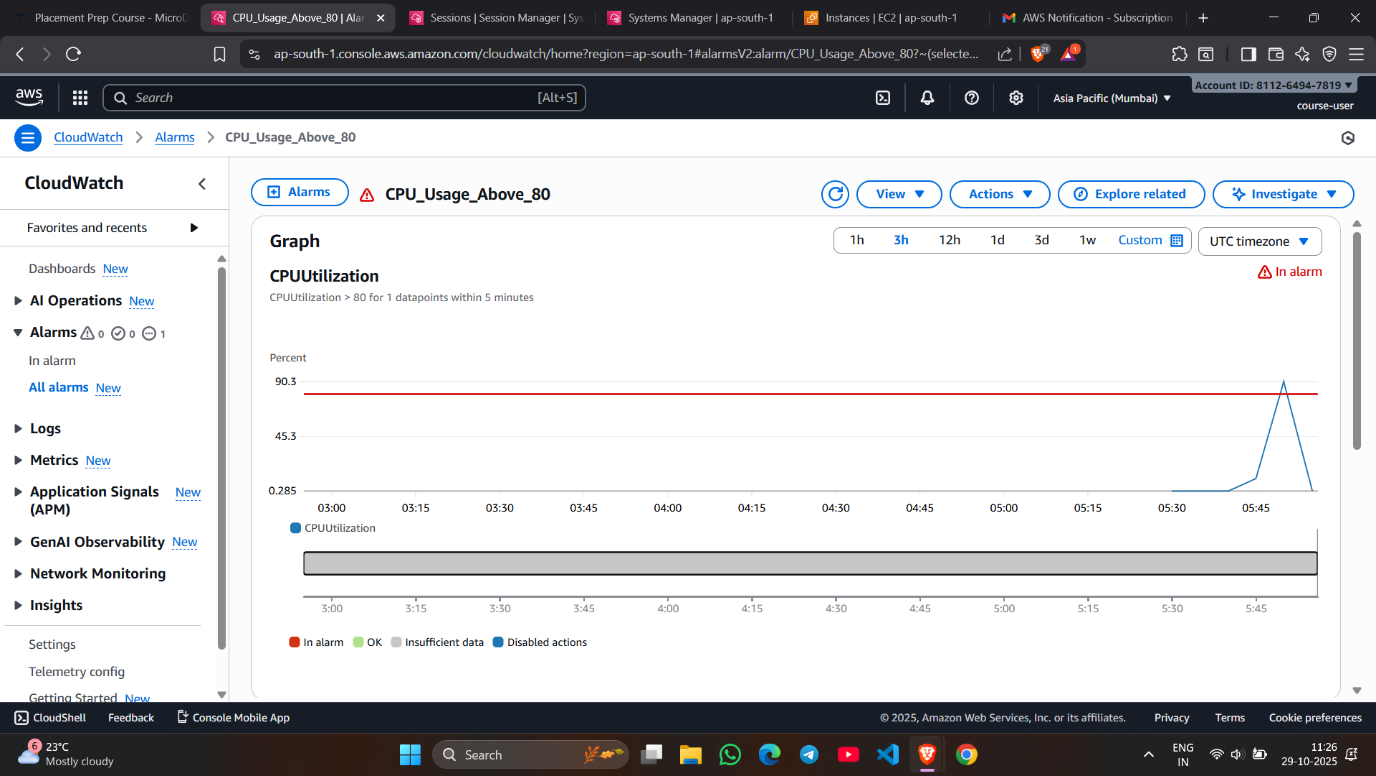 Placement Prep Course - MicroD
CPU_Usage_Above_80 | Alar
Sessions | Session Manager | Sys
Systems Manager | ap-south-1
Instances | EC2 | ap-south-1
AWS Notification - Subscription
ap-south-1.console.aws.amazon.com/cloudwatch/home?region=ap-south-1#alarmsV2:alarm/CPU_Usage_Above_80?~(selecte...
21
1
aws
Search [Alt+S]
Asia Pacific (Mumbai)
Account ID: 8112-6494-7819
course-user
CloudWatch > Alarms > CPU_Usage_Above_80
CloudWatch
Favorites and recents
Dashboards New
AI Operations New
Alarms 0 0 1
In alarm
All alarms New
Logs
Metrics New
Application Signals New
(APM)
GenAI Observability New
Network Monitoring
Insights
Settings
Telemetry config
Getting Started New
Alarms
CPU_Usage_Above_80
View
Actions
Explore related
Investigate
Graph
1h 3h 12h 1d 3d 1w Custom
UTC timezone
CPUUtilization
In alarm
CPUUtilization > 80 for 1 datapoints within 5 minutes
Percent
90.3
45.3
0.285
03:00 03:15 03:30 03:45 04:00 04:15 04:30 04:45 05:00 05:15 05:30 05:45
CPUUtilization
3:00 3:15 3:30 3:45 4:00 4:15 4:30 4:45 5:00 5:15 5:30 5:45
In alarm OK Insufficient data Disabled actions
CloudShell Feedback Console Mobile App
© 2025, Amazon Web Services, Inc. or its affiliates. Privacy Terms Cookie preferences
6
23°C
Mostly cloudy
Search
ENG
IN
11:26
29-10-2025